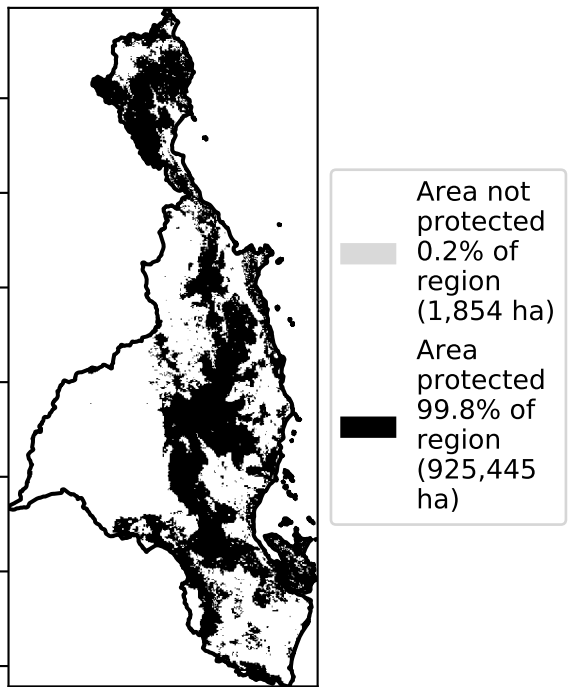 Area not
protected
0.2% of
region
(1,854 ha)
Area
protected
99.8% of
region
(925,445
ha)